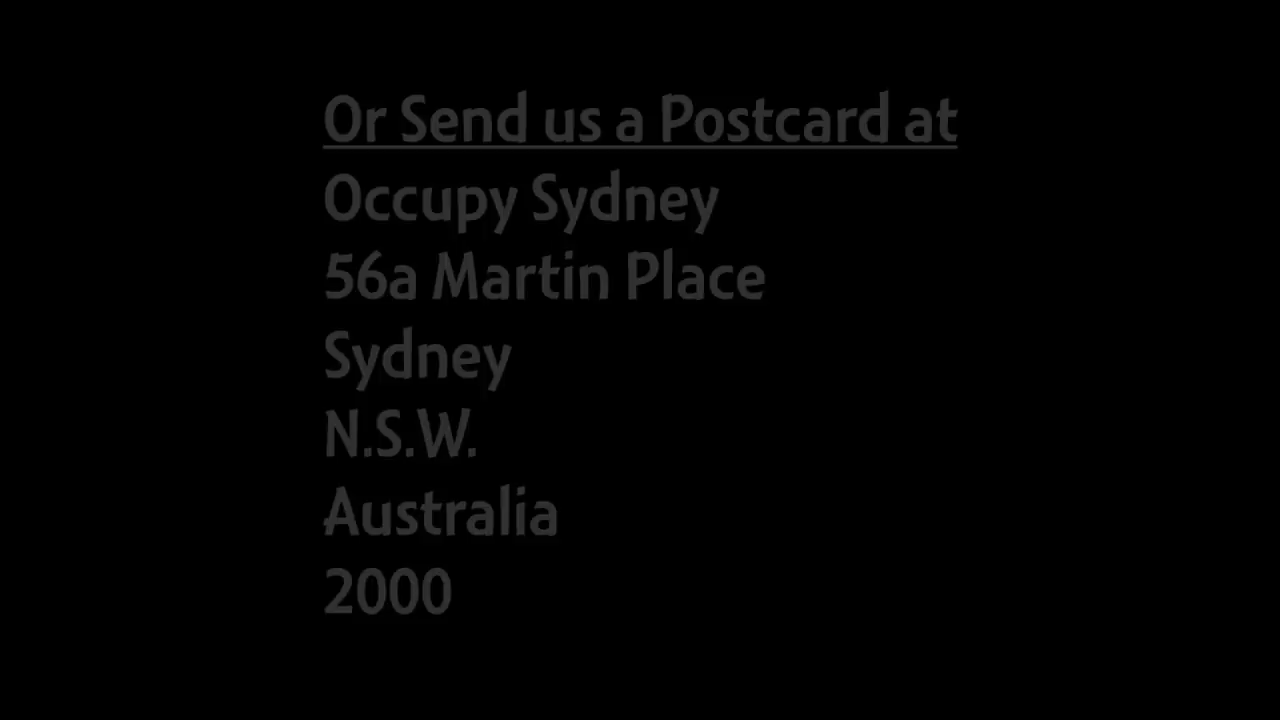 Or Send us a Postcard at
Occupy Sydney
56a Martin Place
Sydney
N.S.W.
Australia
2000